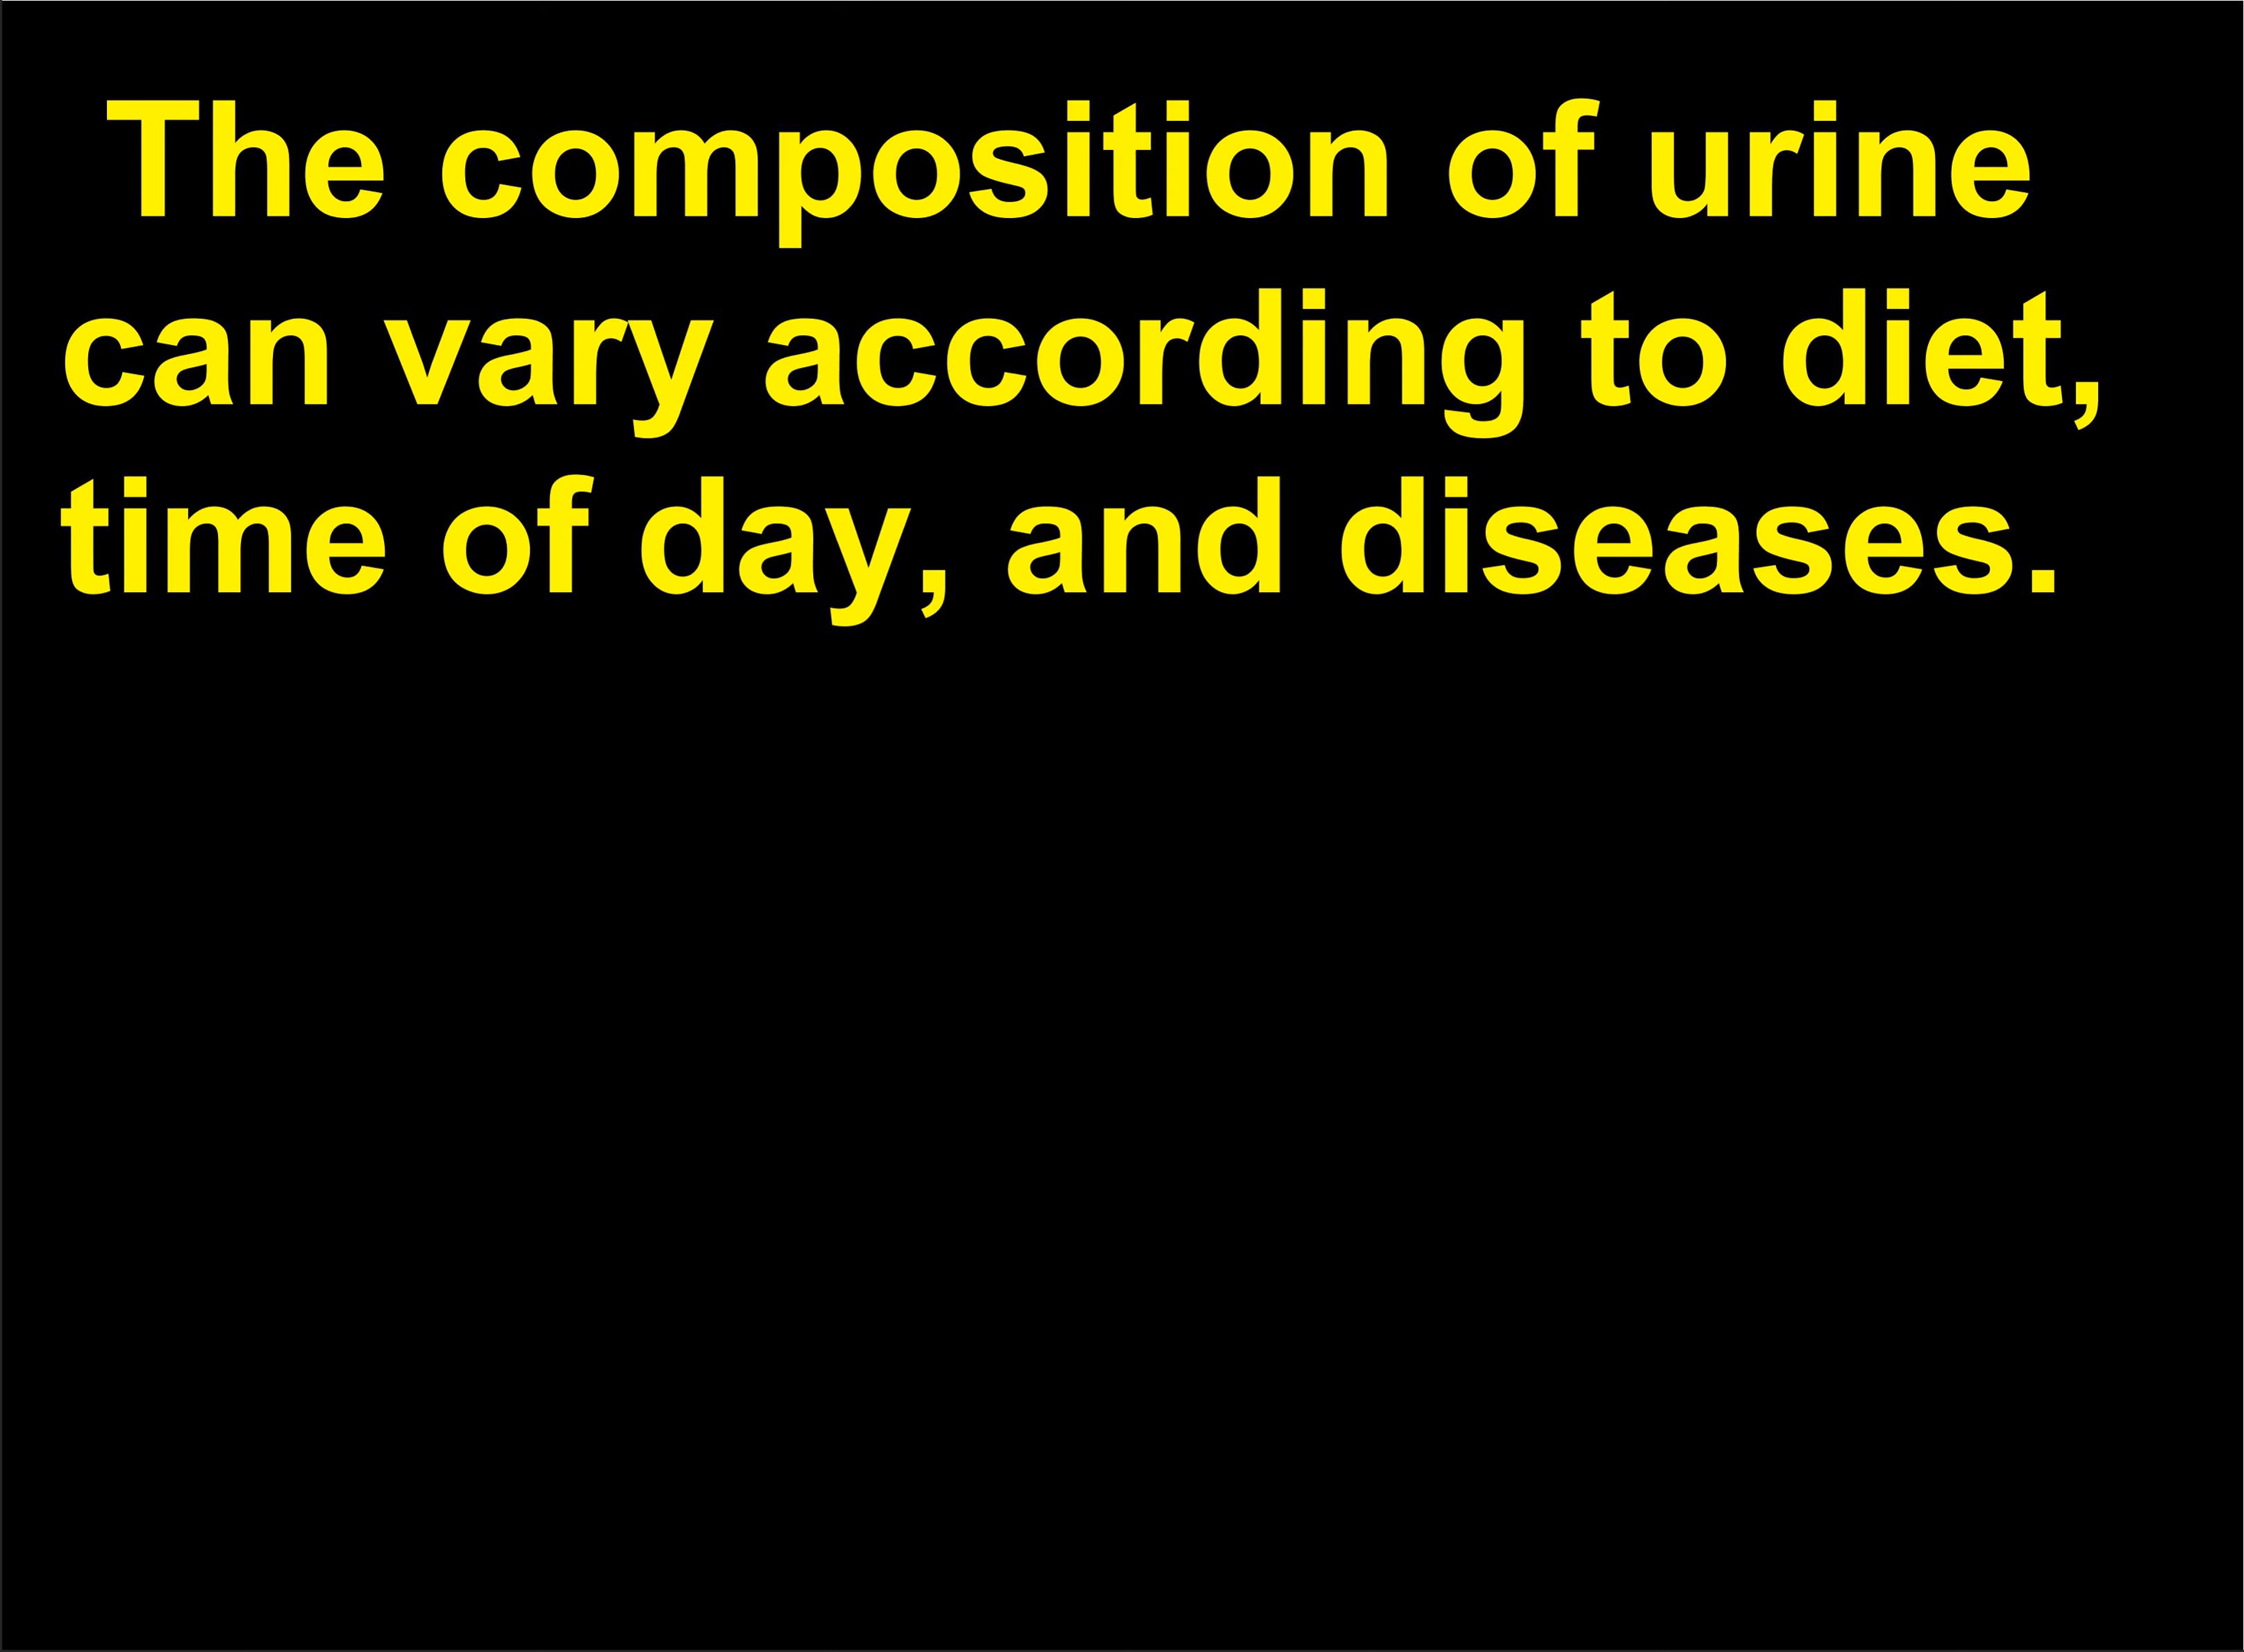 The composition of urine
can vary according to diet,
time of day, and diseases.